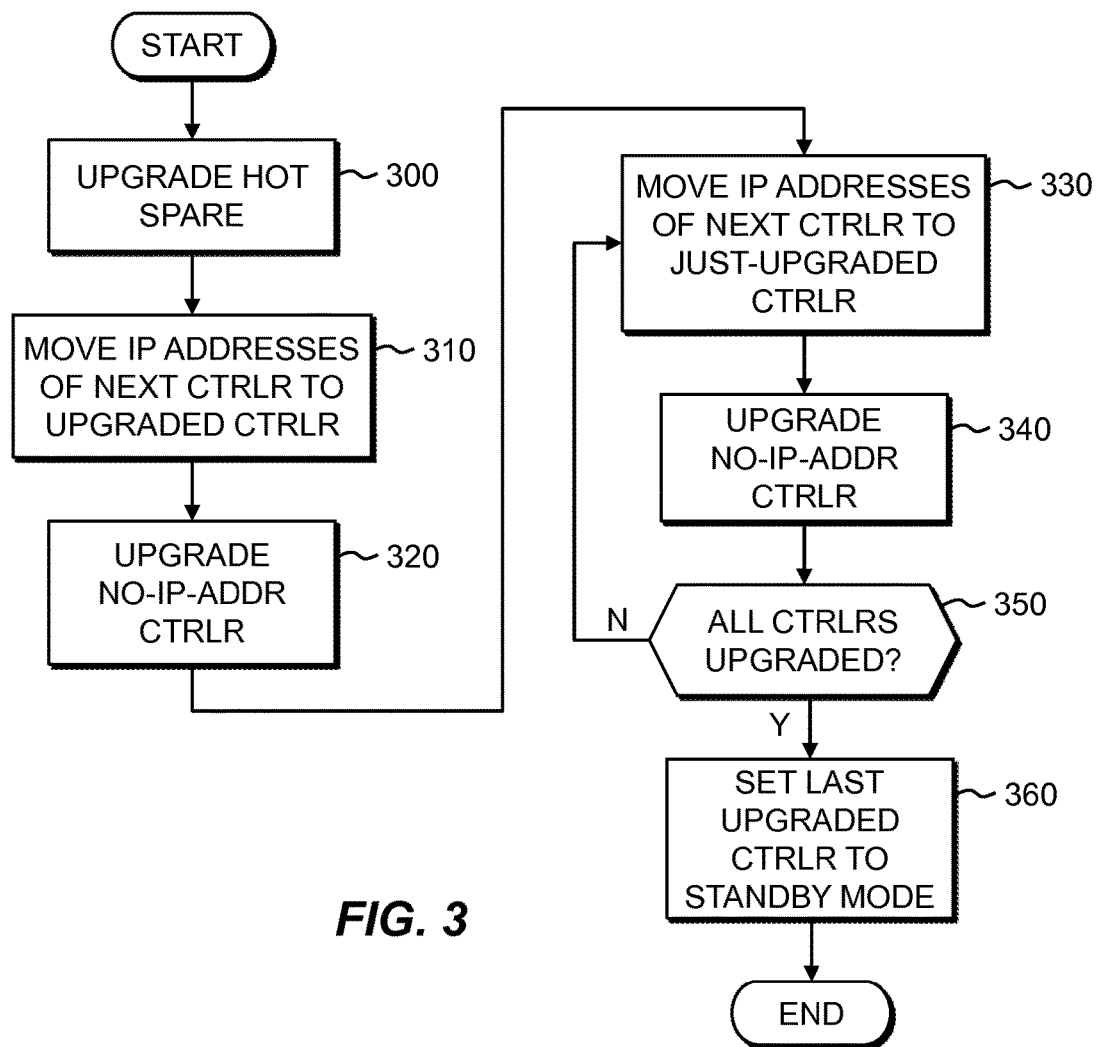 START
UPGRADE HOT
SPARE
300
MOVE IP ADDRESSES
OF NEXT CTRLR TO
UPGRADED CTRLR
310
UPGRADE
NO-IP-ADDR
CTRLR
320
MOVE IP ADDRESSES
OF NEXT CTRLR TO
JUST-UPGRADED
CTRLR
330
UPGRADE
NO-IP-ADDR
CTRLR
340
ALL CTRLRS
UPGRADED?
350
N
Y
SET LAST
UPGRADED
CTRLR TO
STANDBY MODE
360
END
FIG. 3